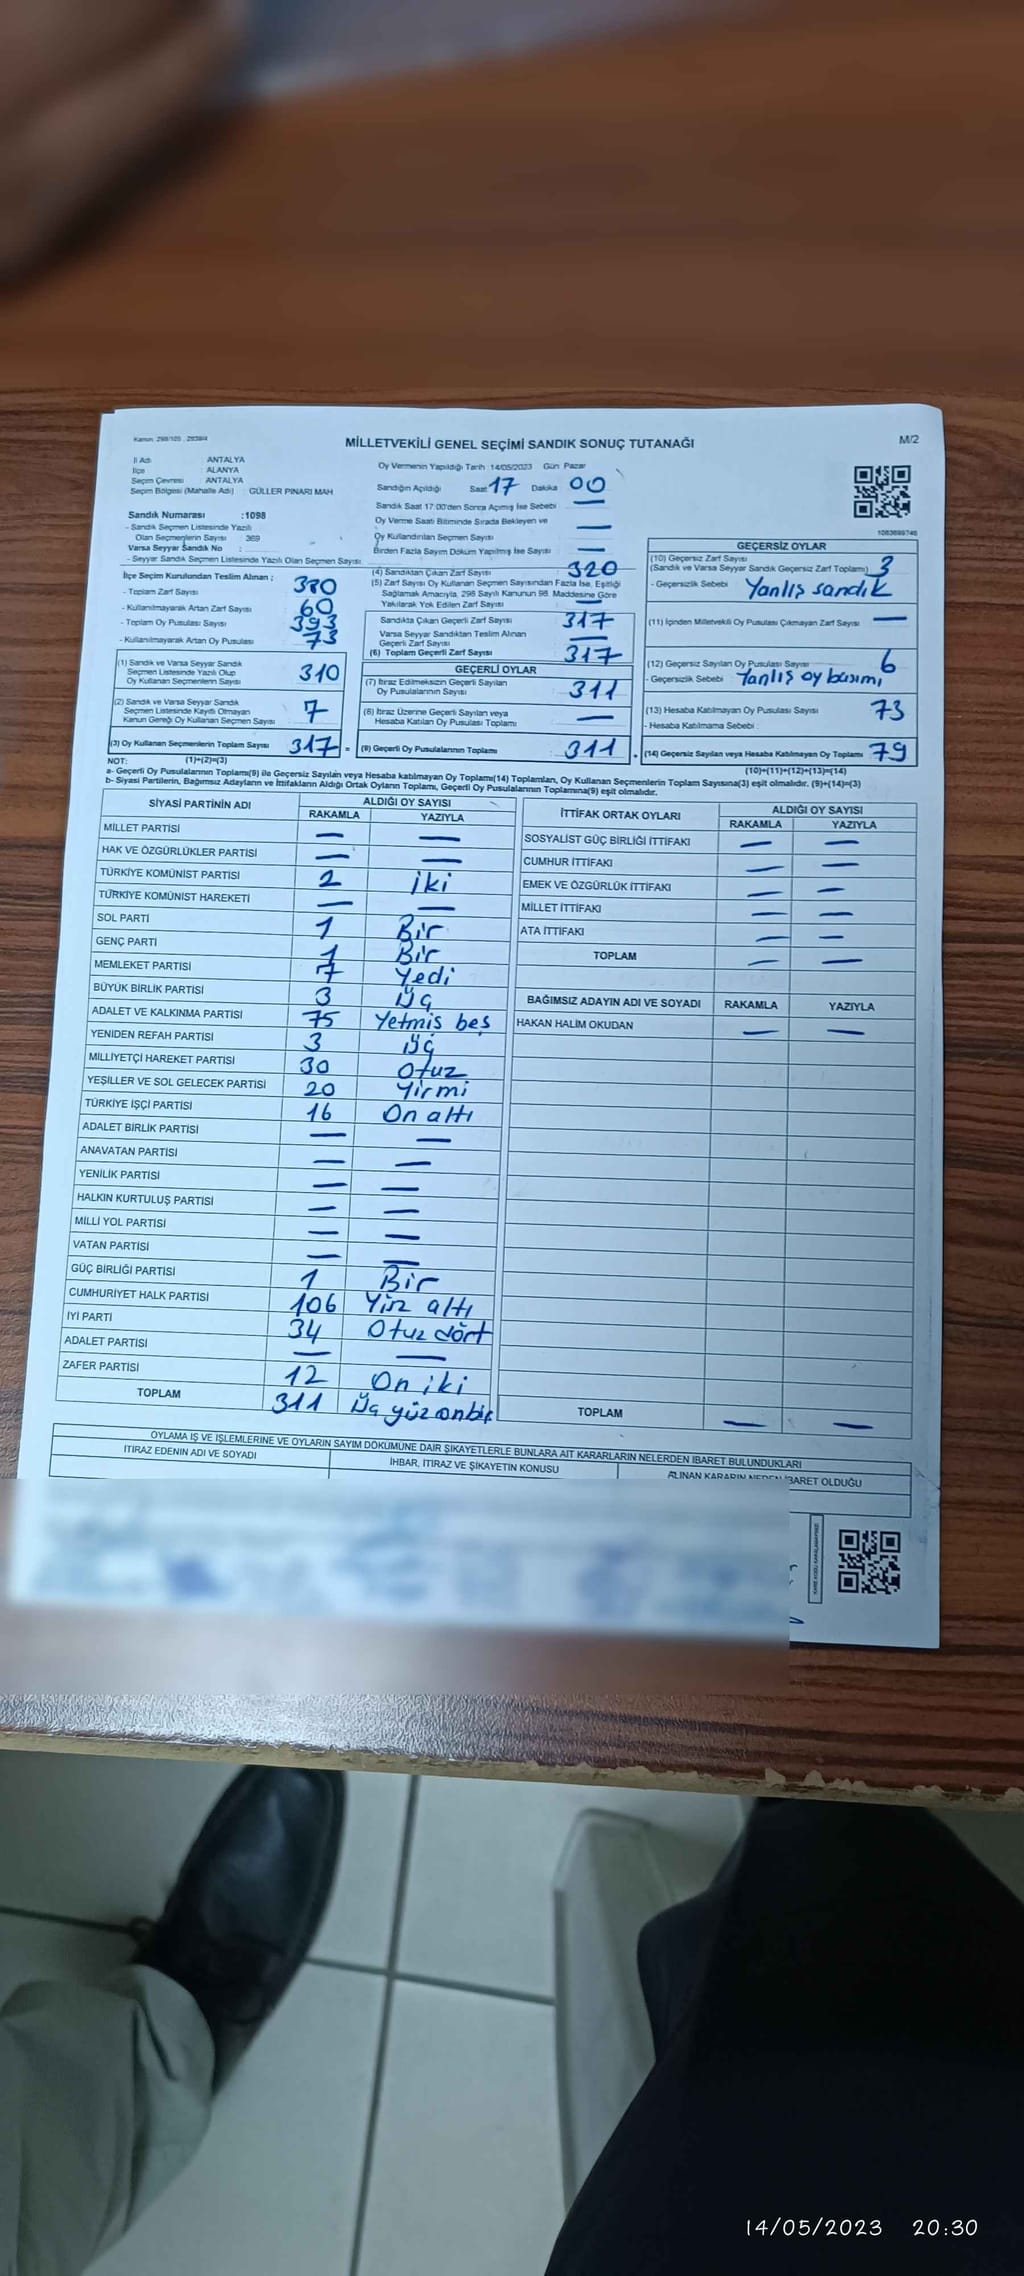 Kanun: 298/105 , 2839/4
MİLLETVEKİLİ GENEL SEÇİMİ SANDIK SONUÇ TUTANAĞI
M/2
İl Adı : ANTALYA
İlçe : ALANYA
Seçim Çevresi : ANTALYA
Seçim Bölgesi (Mahalle Adı) : GÜLLER PINARI MAH
Sandık Numarası :1098
- Sandık Seçmen Listesinde Yazılı
Olan Seçmenlerin Sayısı : 369
Varsa Seyyar Sandık No :
- Seyyar Sandık Seçmen Listesinde Yazılı Olan Seçmen Sayısı :
Oy Vermenin Yapıldığı Tarih :14/05/2023 Gün Pazar
Sandığın Açıldığı Saat 17 Dakika 00
Sandık Saat 17:00'den Sonra Açımış İse Sebebi —
Oy Verme Saati Bitiminde Sırada Bekleyen ve
Oy Kullandırılan Seçmen Sayısı —
Birden Fazla Sayım Döküm Yapılmış İse Sayısı —
1083699746
İlçe Seçim Kurulundan Teslim Alınan ;
- Toplam Zarf Sayısı 380
- Kullanılmayarak Artan Zarf Sayısı 60
- Toplam Oy Pusulası Sayısı 393
- Kullanılmayarak Artan Oy Pusulası 73
(1) Sandık ve Varsa Seyyar Sandık
Seçmen Listesinde Yazılı Olup
Oy Kullanan Seçmenlerin Sayısı 310
(2) Sandık ve Varsa Seyyar Sandık
Seçmen Listesinde Kayıtlı Olmayan
Kanun Gereği Oy Kullanan Seçmen Sayısı 7
(3) Oy Kullanan Seçmenlerin Toplam Sayısı 317 =
(4) Sandıktan Çıkan Zarf Sayısı 320
(5) Zarf Sayısı Oy Kullanan Seçmen Sayısından Fazla İse, Eşitliği
Sağlamak Amacıyla, 298 Sayılı Kanunun 98. Maddesine Göre
Yakılarak Yok Edilen Zarf Sayısı —
Sandıkta Çıkan Geçerli Zarf Sayısı 317
Varsa Seyyar Sandıktan Teslim Alınan
Geçerli Zarf Sayısı —
(6) Toplam Geçerli Zarf Sayısı 317
GEÇERLİ OYLAR
(7) İtiraz Edilmeksizin Geçerli Sayılan
Oy Pusulalarının Sayısı 311
(8) İtiraz Üzerine Geçerli Sayılan veya
Hesaba Katılan Oy Pusulası Toplamı —
(9) Geçerli Oy Pusulalarının Toplamı 311 +
GEÇERSİZ OYLAR
(10) Geçersiz Zarf Sayısı
(Sandık ve Varsa Seyyar Sandık Geçersiz Zarf Toplamı) 3
- Geçersizlik Sebebi Yanlış sandık
(11) İçinden Milletvekili Oy Pusulası Çıkmayan Zarf Sayısı —
(12) Geçersiz Sayılan Oy Pusulası Sayısı 6
- Geçersizlik Sebebi Yanlış oy basımı
(13) Hesaba Katılmayan Oy Pusulası Sayısı 73
- Hesaba Katılmama Sebebi
(14) Geçersiz Sayılan veya Hesaba Katılmayan Oy Toplamı 79
NOT: (1)+(2)=(3)
(10)+(11)+(12)+(13)=(14)
a- Geçerli Oy Pusulalarının Toplamı(9) ile Geçersiz Sayılan veya Hesaba katılmayan Oy Toplamı(14) Toplamları, Oy Kullanan Seçmenlerin Toplam Sayısına(3) eşit olmalıdır. (9)+(14)=(3)
b- Siyasi Partilerin, Bağımsız Adayların ve İttifakların Aldığı Ortak Oyların Toplamı, Geçerli Oy Pusulalarının Toplamına(9) eşit olmalıdır.
SİYASİ PARTİNİN ADI ALDIĞI OY SAYISI
RAKAMLA YAZIYLA
MİLLET PARTİSİ — —
HAK VE ÖZGÜRLÜKLER PARTİSİ — —
TÜRKİYE KOMÜNİST PARTİSİ 2 iki
TÜRKİYE KOMÜNİST HAREKETİ — —
SOL PARTİ 1 Bir
GENÇ PARTİ 1 Bir
MEMLEKET PARTİSİ 7 Yedi
BÜYÜK BİRLİK PARTİSİ 3 Üç
ADALET VE KALKINMA PARTİSİ 75 Yetmiş beş
YENİDEN REFAH PARTİSİ 3 Üç
MİLLİYETÇİ HAREKET PARTİSİ 30 Otuz
YEŞİLLER VE SOL GELECEK PARTİSİ 20 Yirmi
TÜRKİYE İŞÇİ PARTİSİ 16 On altı
ADALET BİRLİK PARTİSİ — —
ANAVATAN PARTİSİ — —
YENİLİK PARTİSİ — —
HALKIN KURTULUŞ PARTİSİ — —
MİLLİ YOL PARTİSİ — —
VATAN PARTİSİ — —
GÜÇ BİRLİĞİ PARTİSİ 1 Bir
CUMHURİYET HALK PARTİSİ 106 Yüz altı
İYİ PARTİ 34 Otuz dört
ADALET PARTİSİ — —
ZAFER PARTİSİ 12 On iki
TOPLAM 311 Üç yüz onbir
İTTİFAK ORTAK OYLARI ALDIĞI OY SAYISI
RAKAMLA YAZIYLA
SOSYALİST GÜÇ BİRLİĞİ İTTİFAKI — —
CUMHUR İTTİFAKI — —
EMEK VE ÖZGÜRLÜK İTTİFAKI — —
MİLLET İTTİFAKI — —
ATA İTTİFAKI — —
TOPLAM — —
BAĞIMSIZ ADAYIN ADI VE SOYADI RAKAMLA YAZIYLA
HAKAN HALİM OKUDAN — —
TOPLAM — —
OYLAMA İŞ VE İŞLEMLERİNE VE OYLARIN SAYIM DÖKÜMÜNE DAİR ŞİKAYETLERLE BUNLARA AİT KARARLARIN NELERDEN İBARET BULUNDUKLARI
İTİRAZ EDENİN ADI VE SOYADI İHBAR, İTİRAZ VE ŞİKAYETİN KONUSU ALINAN KARARIN NEDEN İBARET OLDUĞU
14/05/2023 20:30